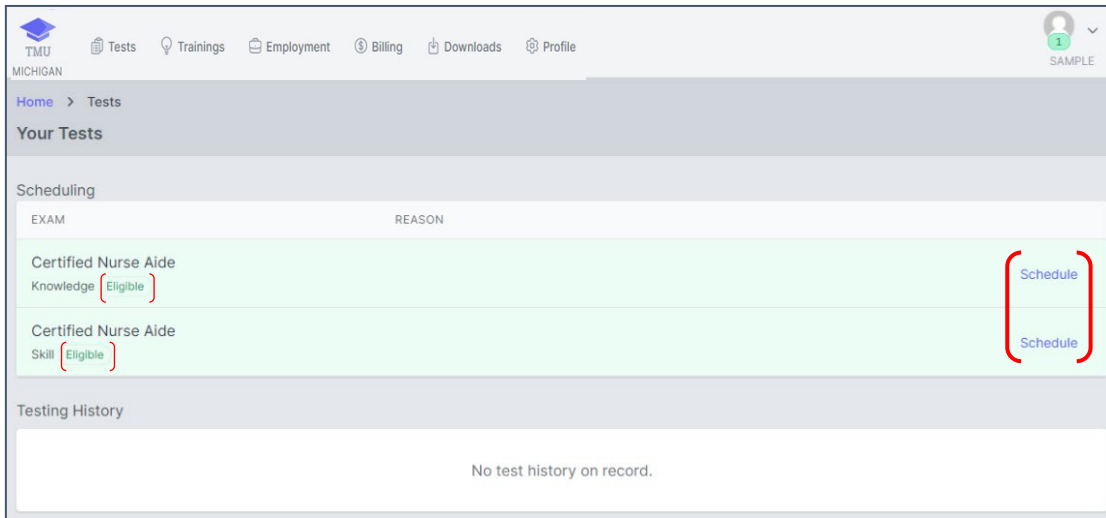 TMU
MICHIGAN
Tests Trainings Employment Billing Downloads Profile
1
SAMPLE
Home > Tests
Your Tests
Scheduling
EXAM REASON
Certified Nurse Aide
Knowledge Eligible
Schedule
Certified Nurse Aide
Skill Eligible
Schedule
Testing History
No test history on record.